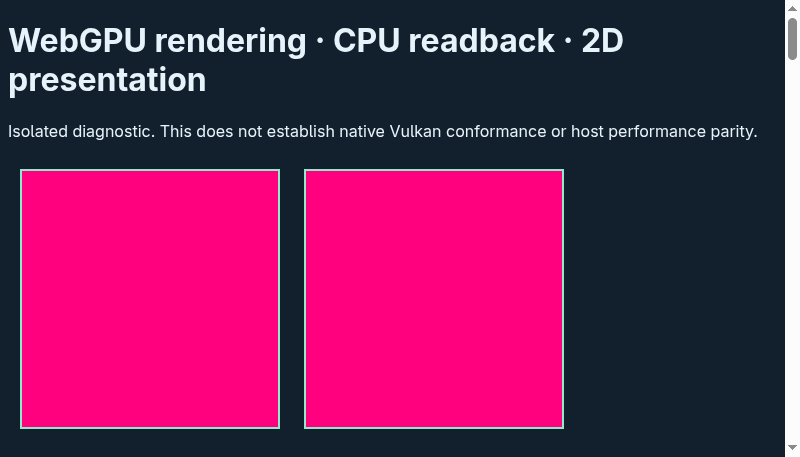 WebGPU rendering · CPU readback · 2D
presentation
Isolated diagnostic. This does not establish native Vulkan conformance or host performance parity.